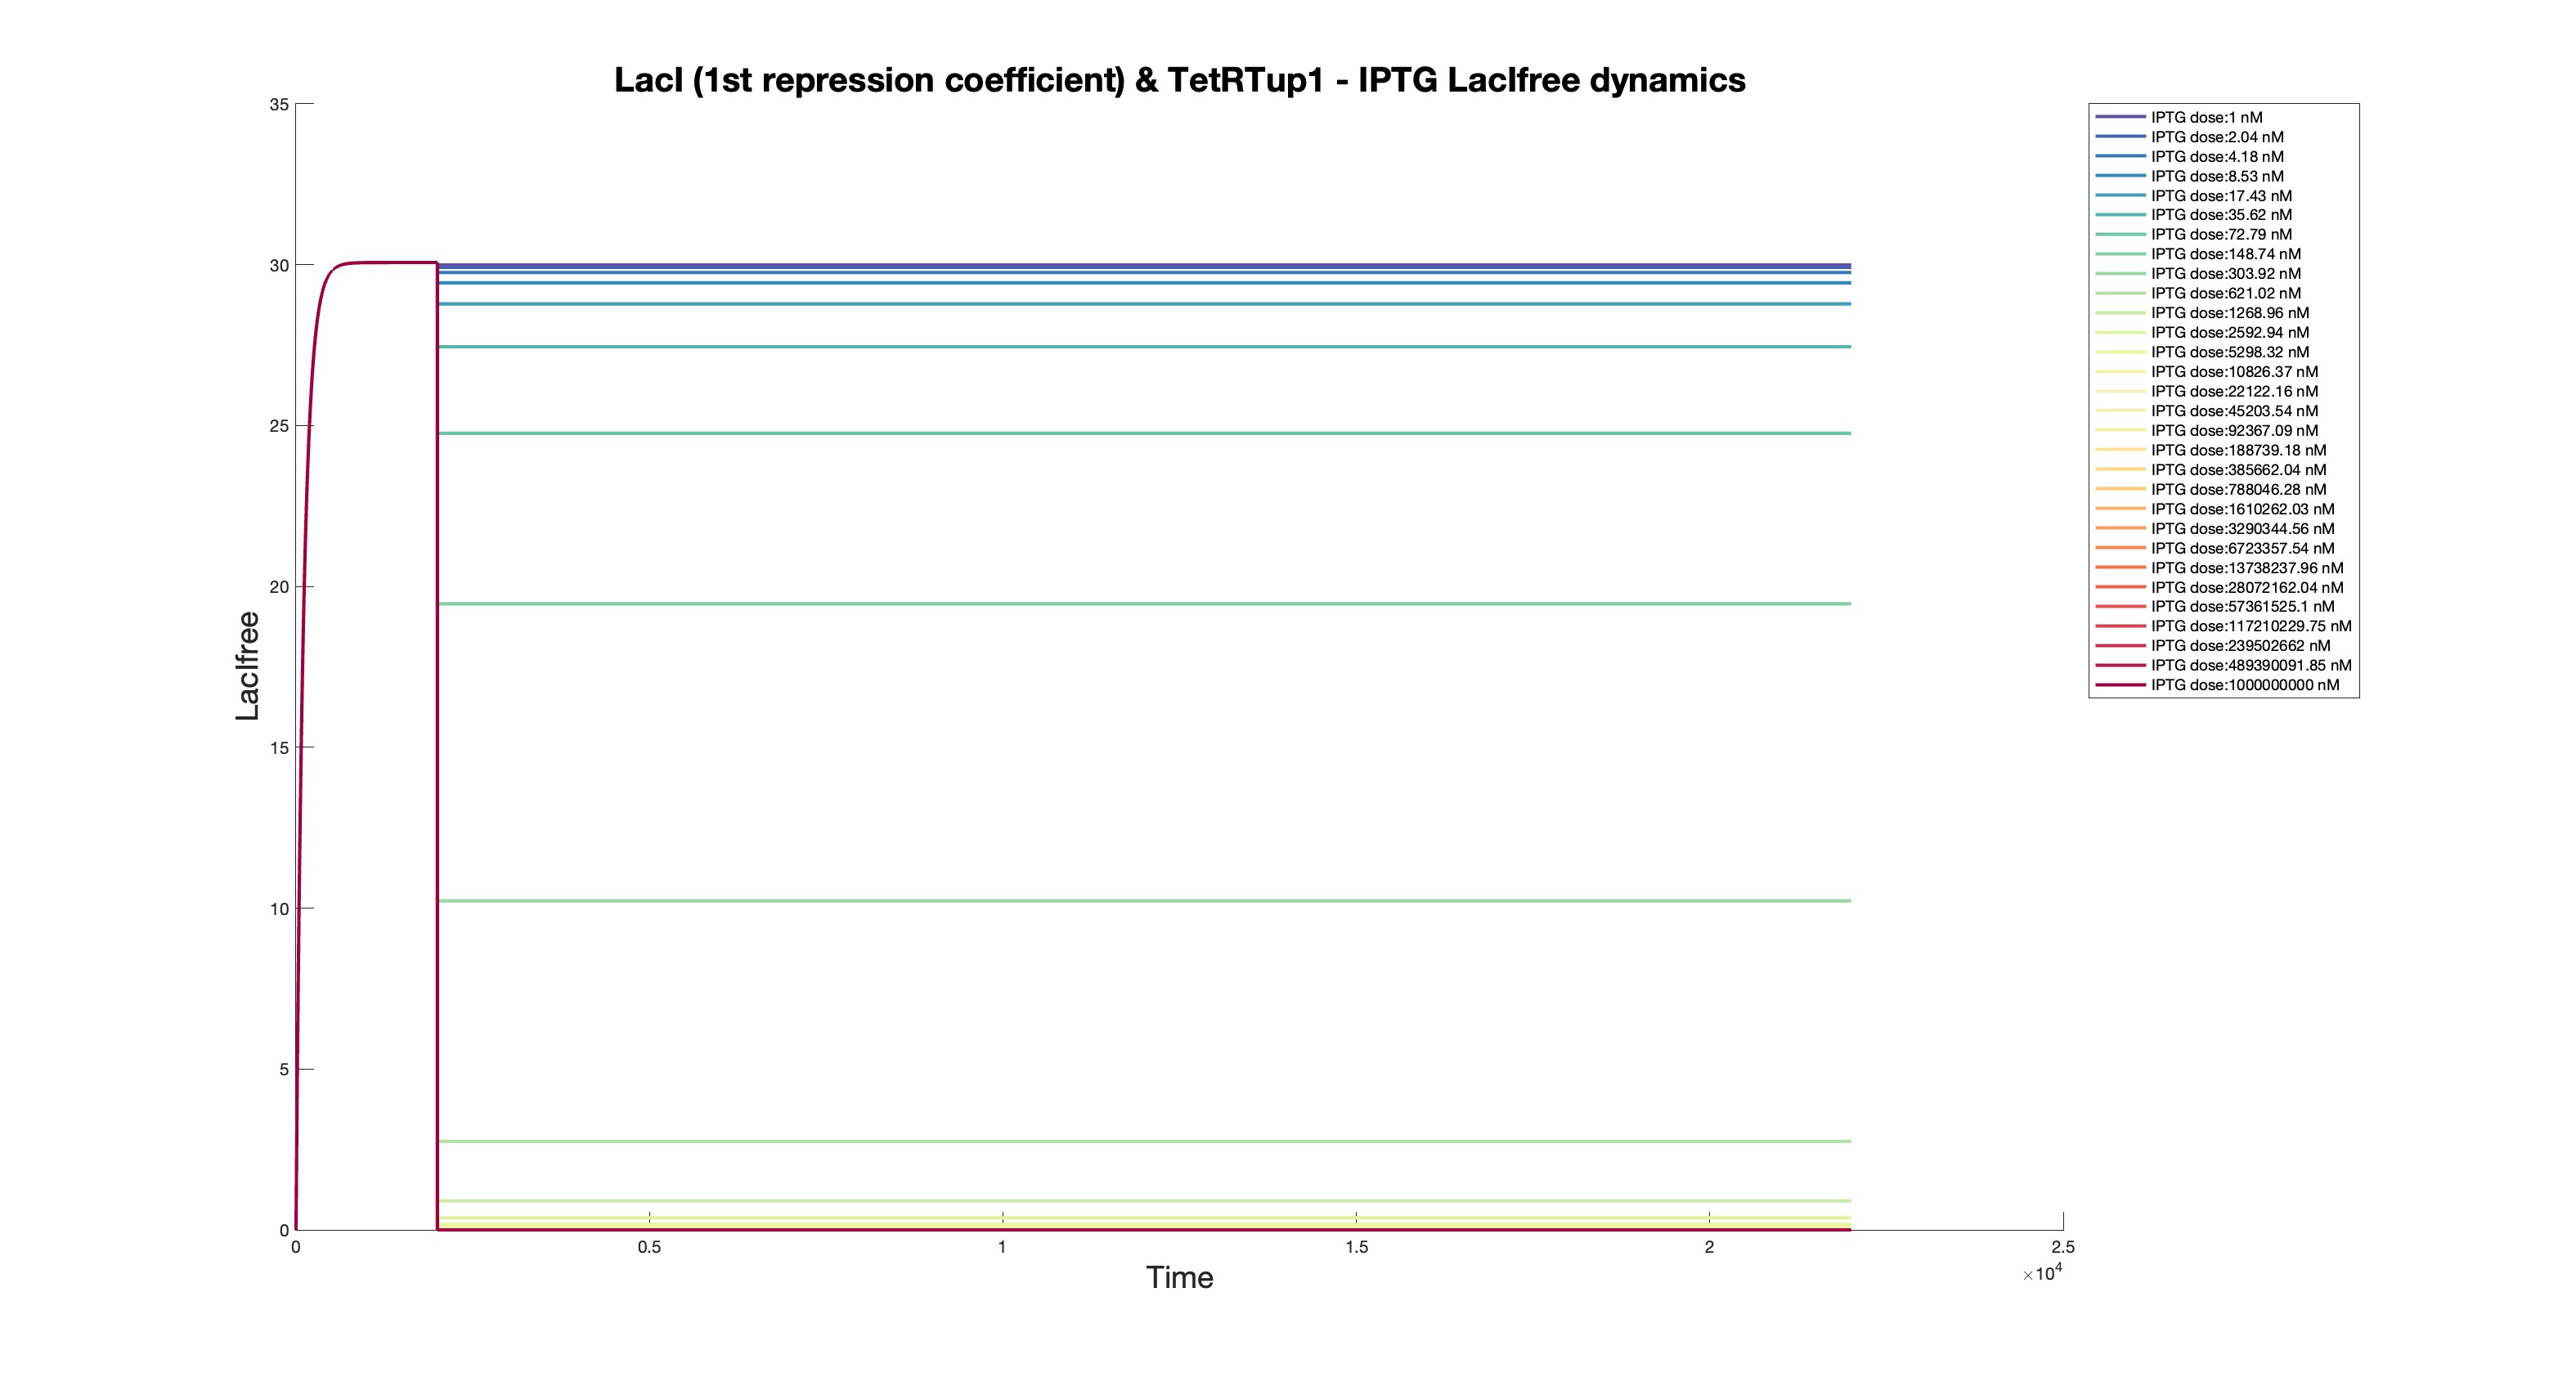 LacI (1st repression coefficient) & TetRTup1 - IPTG LacIfree dynamics
35
30
25
20
15
10
5
0
LacIfree
0
0.5
1
1.5
2
2.5
×10^4
Time
IPTG dose:1 nM
IPTG dose:2.04 nM
IPTG dose:4.18 nM
IPTG dose:8.53 nM
IPTG dose:17.43 nM
IPTG dose:35.62 nM
IPTG dose:72.79 nM
IPTG dose:148.74 nM
IPTG dose:303.92 nM
IPTG dose:621.02 nM
IPTG dose:1268.96 nM
IPTG dose:2592.94 nM
IPTG dose:5298.32 nM
IPTG dose:10826.37 nM
IPTG dose:22122.16 nM
IPTG dose:45203.54 nM
IPTG dose:92367.09 nM
IPTG dose:188739.18 nM
IPTG dose:385662.04 nM
IPTG dose:788046.28 nM
IPTG dose:1610262.03 nM
IPTG dose:3290344.56 nM
IPTG dose:6723357.54 nM
IPTG dose:13738237.96 nM
IPTG dose:28072162.04 nM
IPTG dose:57361525.1 nM
IPTG dose:117210229.75 nM
IPTG dose:239502662 nM
IPTG dose:489390091.85 nM
IPTG dose:1000000000 nM